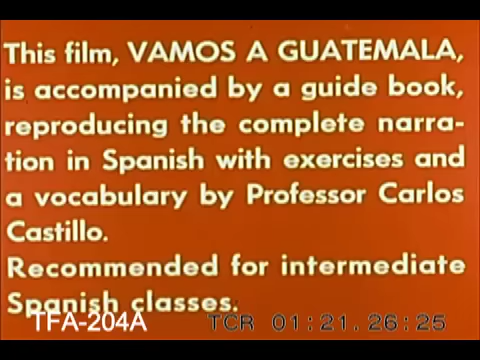 This film, VAMOS A GUATEMALA,
is accompanied by a guide book,
reproducing the complete narra-
tion in Spanish with exercises and
a vocabulary by Professor Carlos
Castillo.
Recommended for intermediate
Spanish classes.
TFA-204A TCR 01:21.26:25